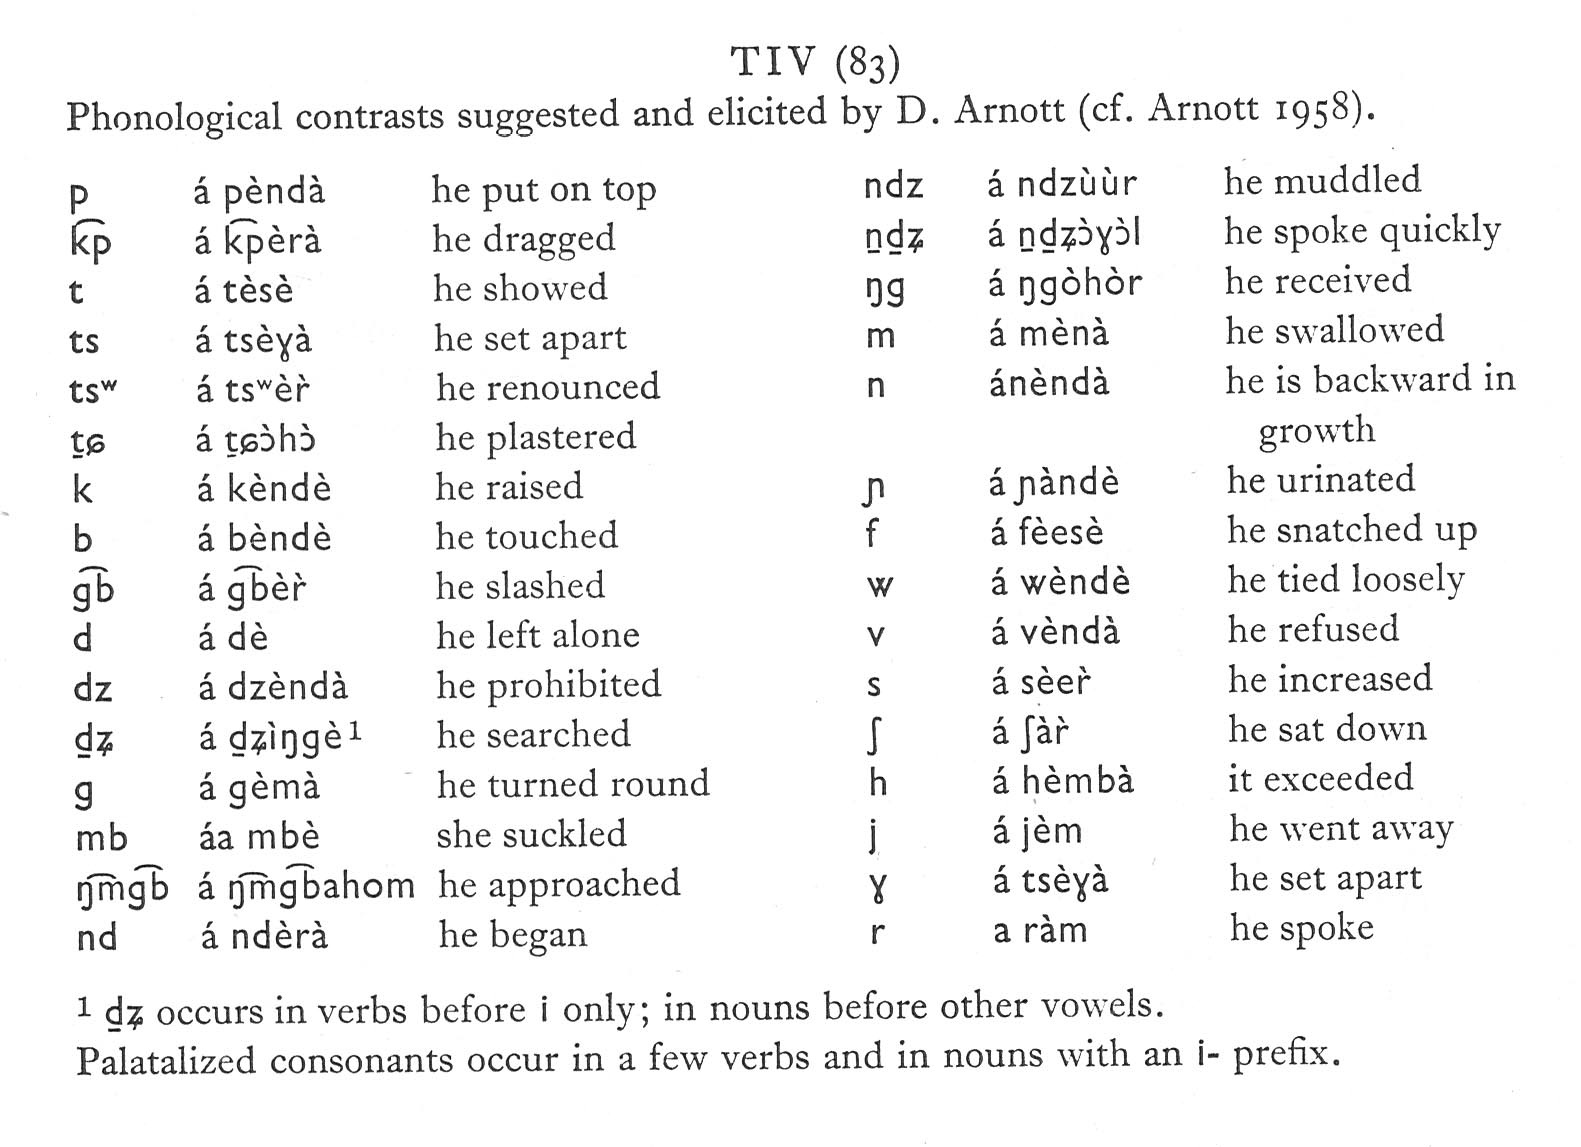 TIV (83)
Phonological contrasts suggested and elicited by D. Arnott (cf. Arnott 1958).
p á pèndà he put on top
k͡p á k͡pèrà he dragged
t á tèsè he showed
ts á tsèɣà he set apart
tsʷ á tsʷèr̀ he renounced
ṯɕ á ṯɕɔ̀hɔ̀ he plastered
k á kèndè he raised
b á bèndè he touched
g͡b á g͡bèr̀ he slashed
d á dè he left alone
dz á dzèndà he prohibited
ḏʑ á ḏʑìŋgè¹ he searched
g á gèmà he turned round
mb áa mbè she suckled
ŋ͡mg͡b á ŋ͡mg͡bahom he approached
nd á ndèrà he began
ndz á ndzùùr he muddled
ṉḏʑ á ṉḏʑɔ̀ɣɔ̀l he spoke quickly
ŋg á ŋgòhòr he received
m á mènà he swallowed
n ánèndà he is backward in
growth
ɲ á ɲàndè he urinated
f á fèesè he snatched up
w á wèndè he tied loosely
v á vèndà he refused
s á sèer̀ he increased
ʃ á ʃàr̀ he sat down
h á hèmbà it exceeded
j á jèm he went away
ɣ á tsèɣà he set apart
r a ràm he spoke
¹ ḏʑ occurs in verbs before i only; in nouns before other vowels.
Palatalized consonants occur in a few verbs and in nouns with an i- prefix.